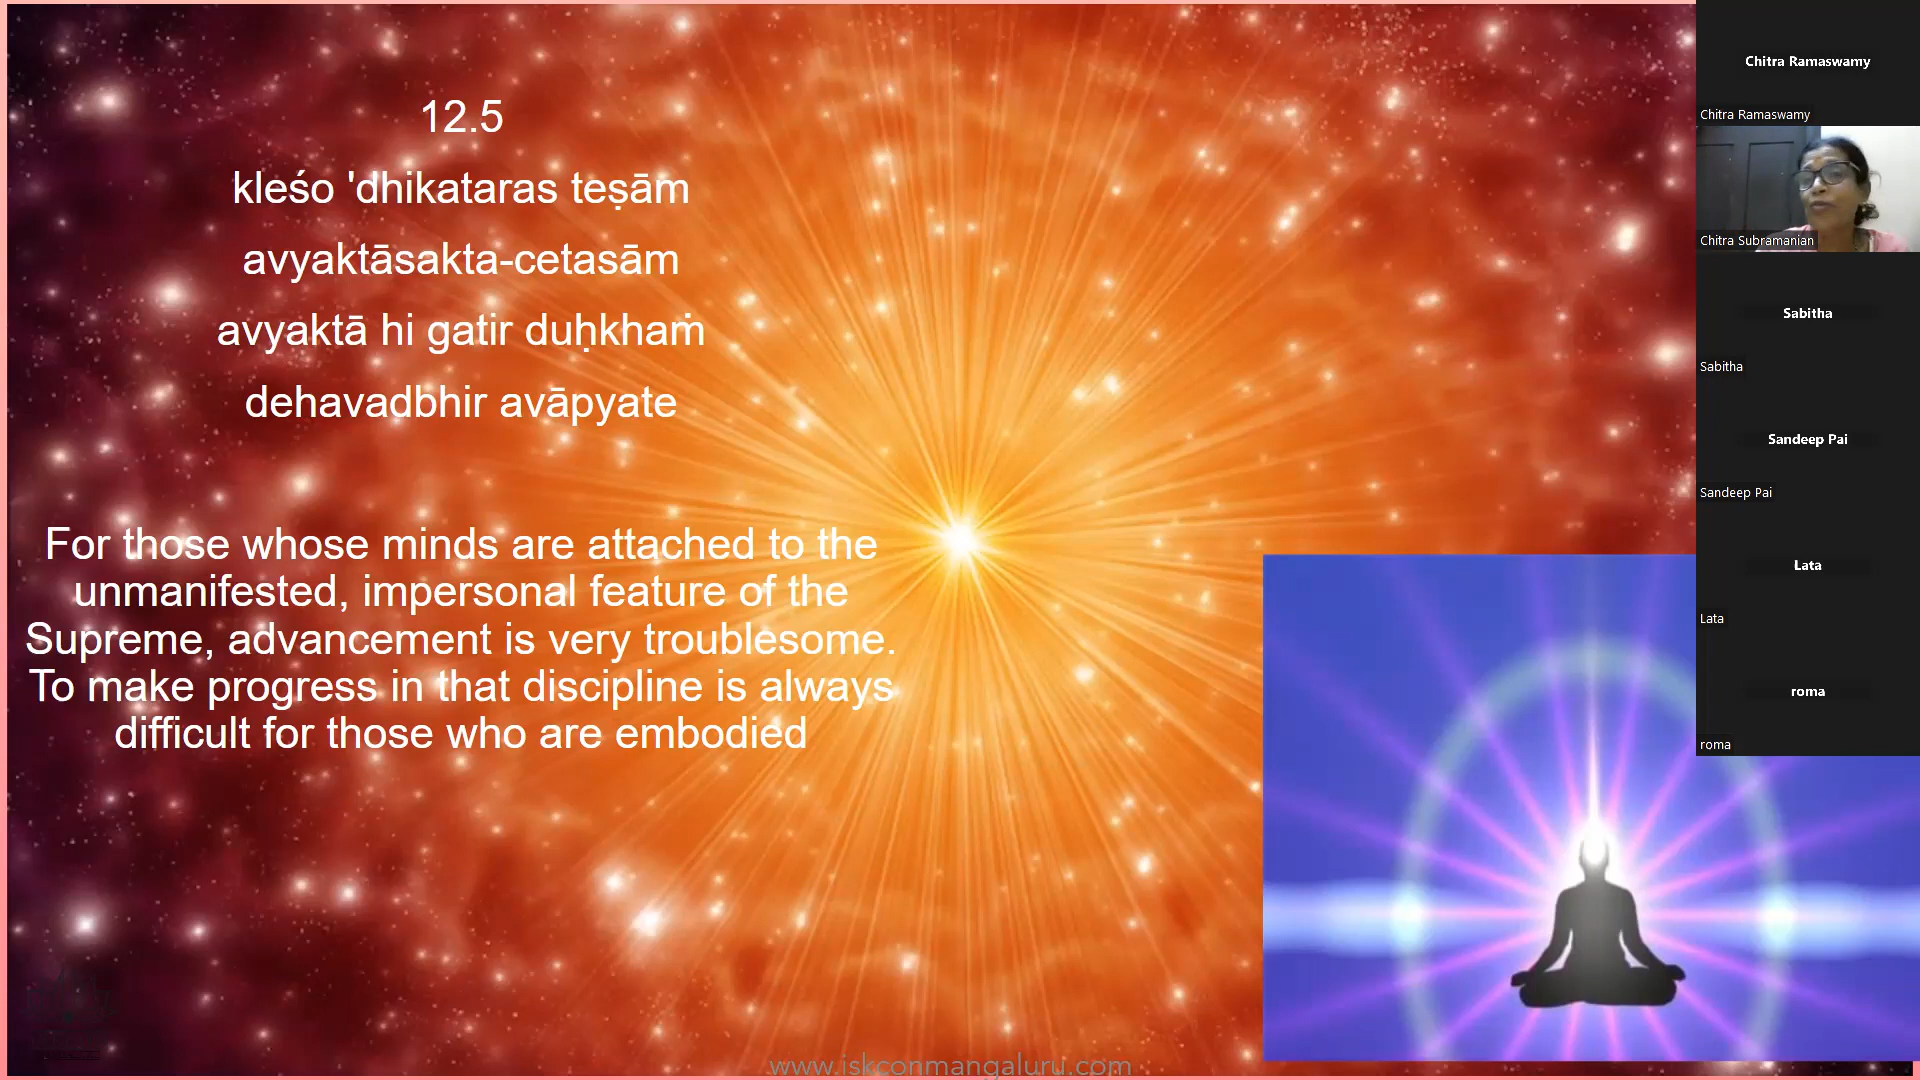 12.5
kleśo 'dhikataras teṣām
avyaktāsakta-cetasām
avyaktā hi gatir duḥkhaṁ
dehavadbhir avāpyate
For those whose minds are attached to the
unmanifested, impersonal feature of the
Supreme, advancement is very troublesome.
To make progress in that discipline is always
difficult for those who are embodied
www.iskconmangaluru.com
Chitra Ramaswamy
Chitra Ramaswamy
Chitra Subramanian
Sabitha
Sabitha
Sandeep Pai
Sandeep Pai
Lata
Lata
roma
roma